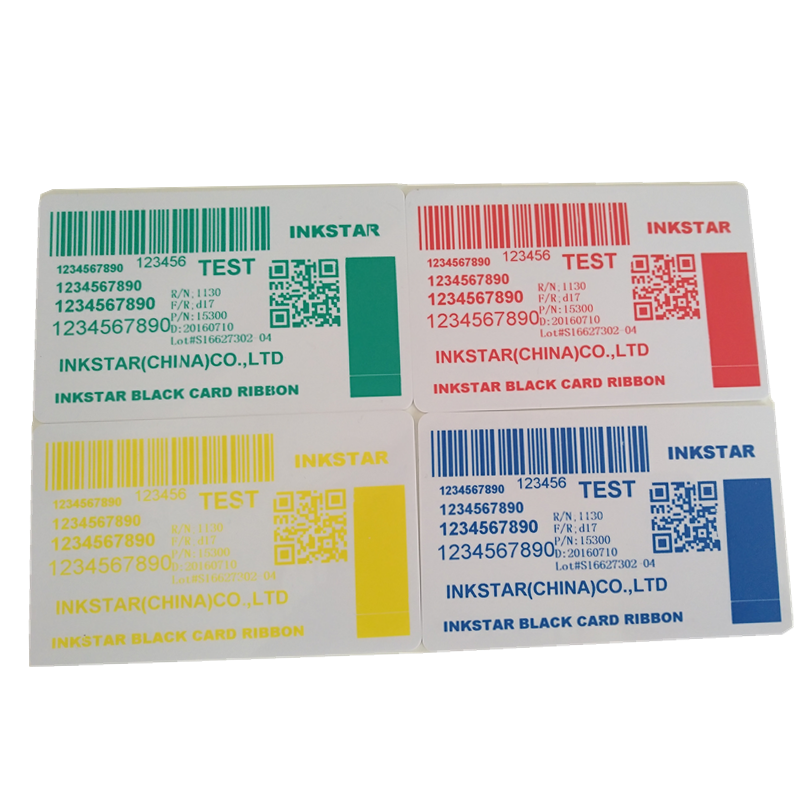 INKSTAR
1234567890 123456 TEST
1234567890
1234567890
1234567890
R/N:1130
F/R:d17
P/N:15300
D:20160710
Lot#S16627302-04
INKSTAR(CHINA)CO.,LTD
INKSTAR BLACK CARD RIBBON
INKSTAR
1234567890 123456 TEST
1234567890
1234567890
1234567890
R/N:1130
F/R:d17
P/N:15300
D:20160710
Lot#S16627302-04
INKSTAR(CHINA)CO.,LTD
INKSTAR BLACK CARD RIBBON
INKSTAR
1234567890 123456 TEST
1234567890
1234567890
1234567890
R/N:1130
F/R:d17
P/N:15300
D:20160710
Lot#S16627302-04
INKSTAR(CHINA)CO.,LTD
INKSTAR BLACK CARD RIBBON
INKSTAR
1234567890 123456 TEST
1234567890
1234567890
1234567890
R/N:1130
F/R:d17
P/N:15300
D:20160710
Lot#S16627302-04
INKSTAR(CHINA)CO.,LTD
INKSTAR BLACK CARD RIBBON